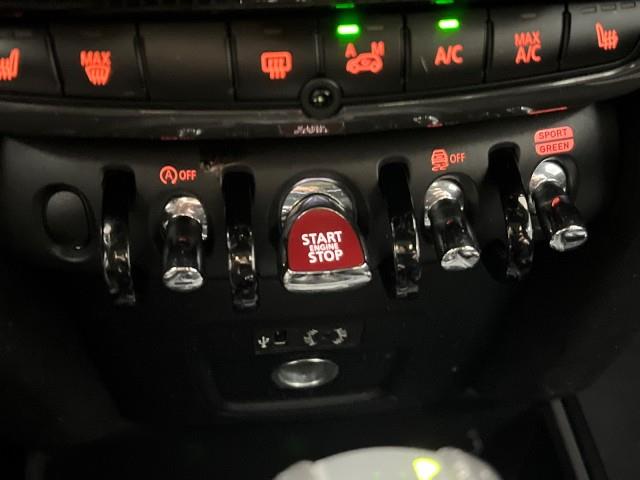 MAX
A M
A/C
MAX
A/C
A OFF
OFF
SPORT
GREEN
START
ENGINE
STOP